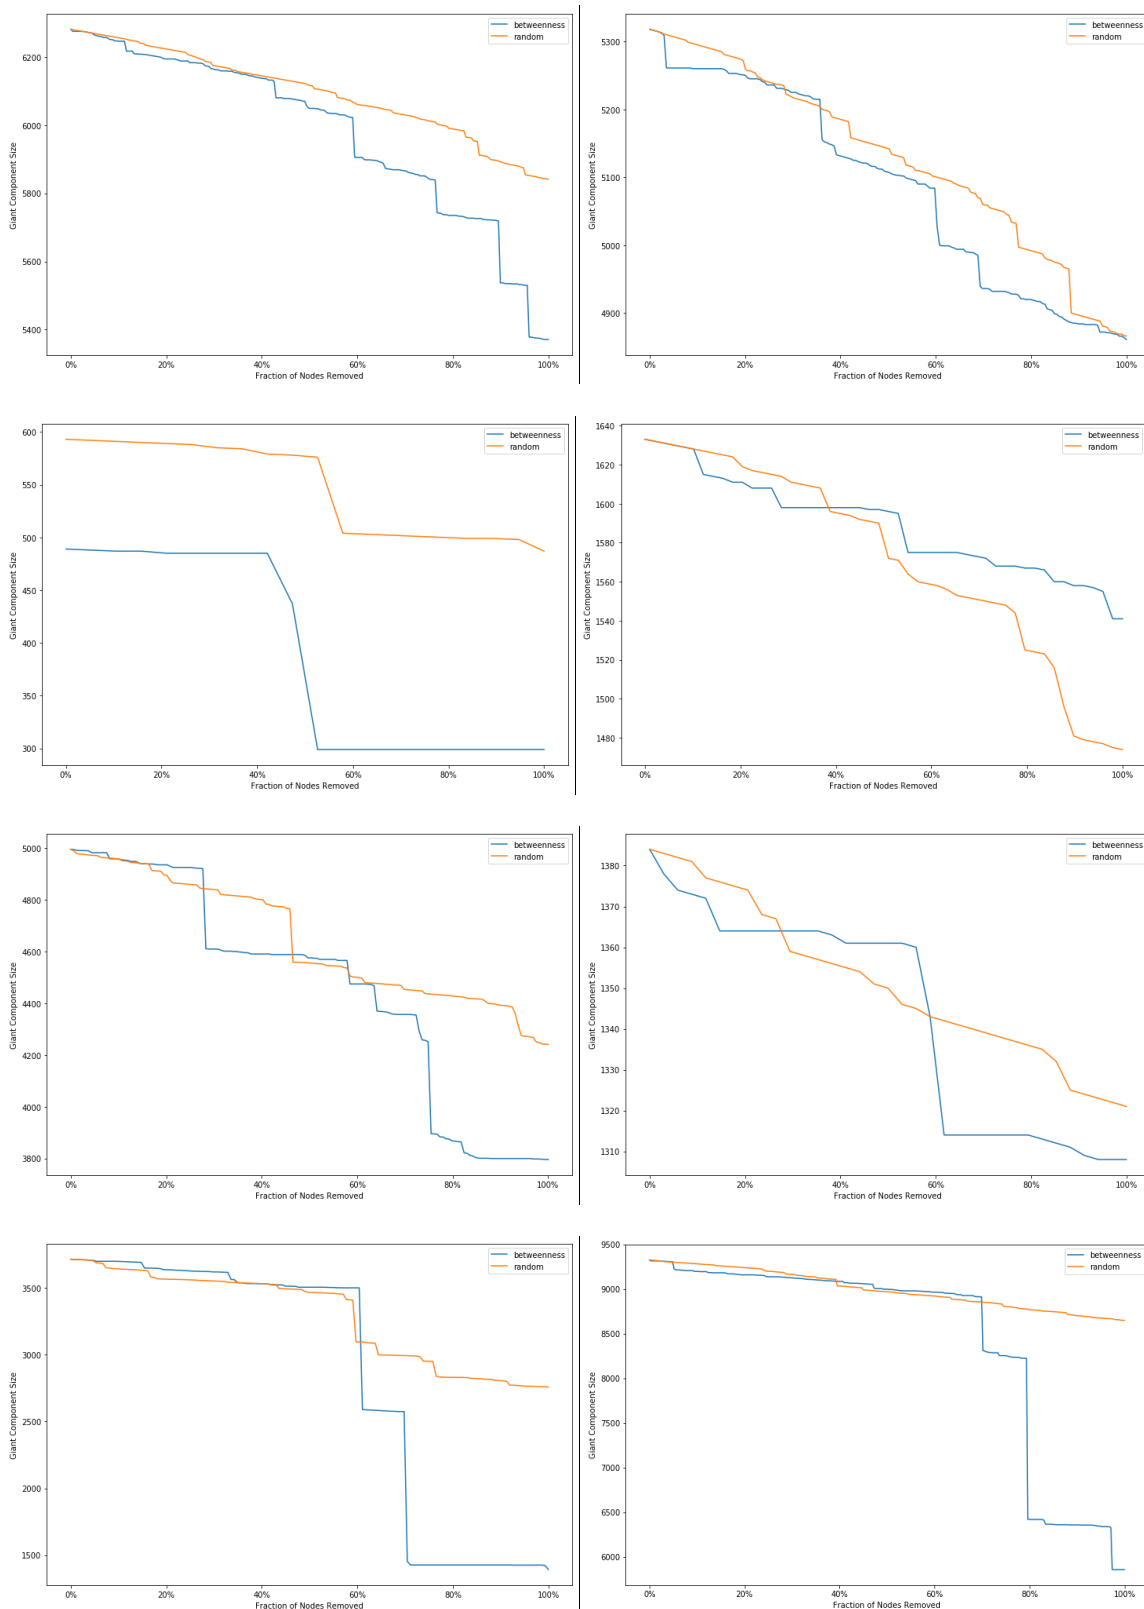 betweenness
random
6200
6000
5800
5600
5400
Giant Component Size
0% 20% 40% 60% 80% 100%
Fraction of Nodes Removed
betweenness
random
5300
5200
5100
5000
4900
Giant Component Size
0% 20% 40% 60% 80% 100%
Fraction of Nodes Removed
betweenness
random
600
550
500
450
400
350
300
Giant Component Size
0% 20% 40% 60% 80% 100%
Fraction of Nodes Removed
betweenness
random
1640
1620
1600
1580
1560
1540
1520
1500
1480
Giant Component Size
0% 20% 40% 60% 80% 100%
Fraction of Nodes Removed
betweenness
random
5000
4800
4600
4400
4200
4000
3800
Giant Component Size
0% 20% 40% 60% 80% 100%
Fraction of Nodes Removed
betweenness
random
1380
1370
1360
1350
1340
1330
1320
1310
Giant Component Size
0% 20% 40% 60% 80% 100%
Fraction of Nodes Removed
betweenness
random
3500
3000
2500
2000
1500
Giant Component Size
0% 20% 40% 60% 80% 100%
Fraction of Nodes Removed
betweenness
random
9500
9000
8500
8000
7500
7000
6500
6000
Giant Component Size
0% 20% 40% 60% 80% 100%
Fraction of Nodes Removed